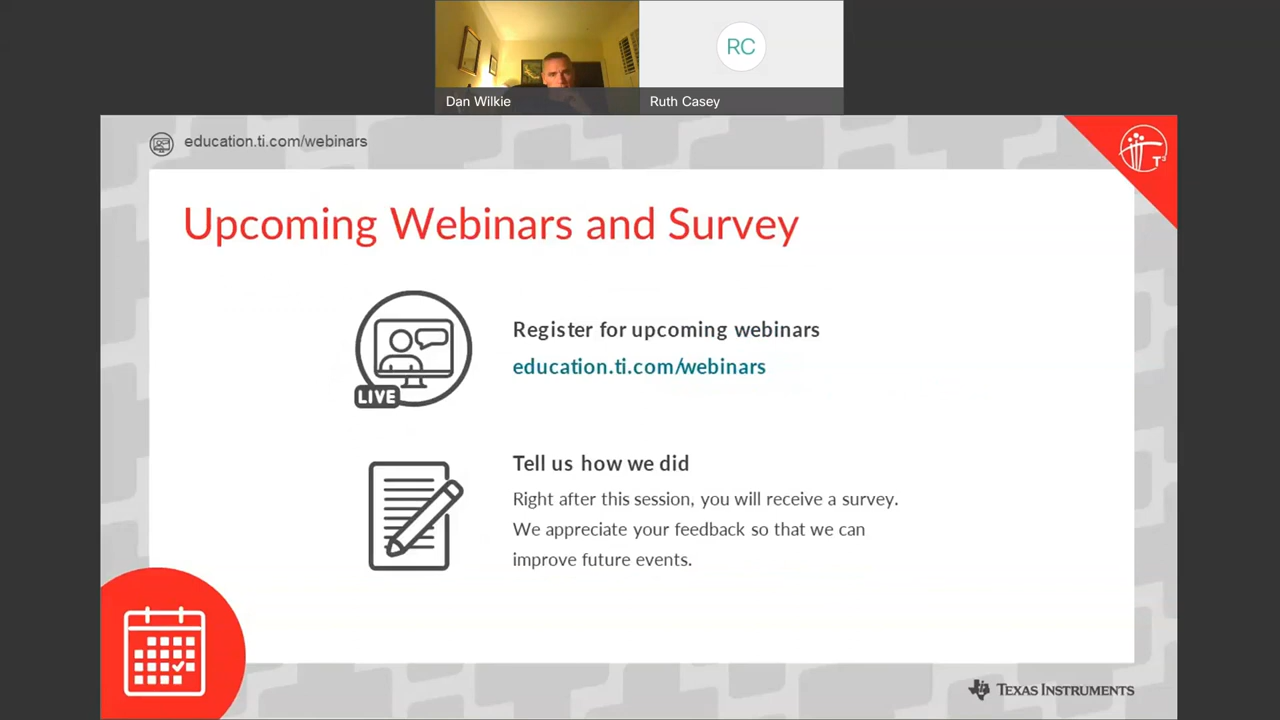 RC
Dan Wilkie
Ruth Casey
education.ti.com/webinars
T³
Upcoming Webinars and Survey
Register for upcoming webinars
education.ti.com/webinars
LIVE
Tell us how we did
Right after this session, you will receive a survey.
We appreciate your feedback so that we can
improve future events.
TEXAS INSTRUMENTS